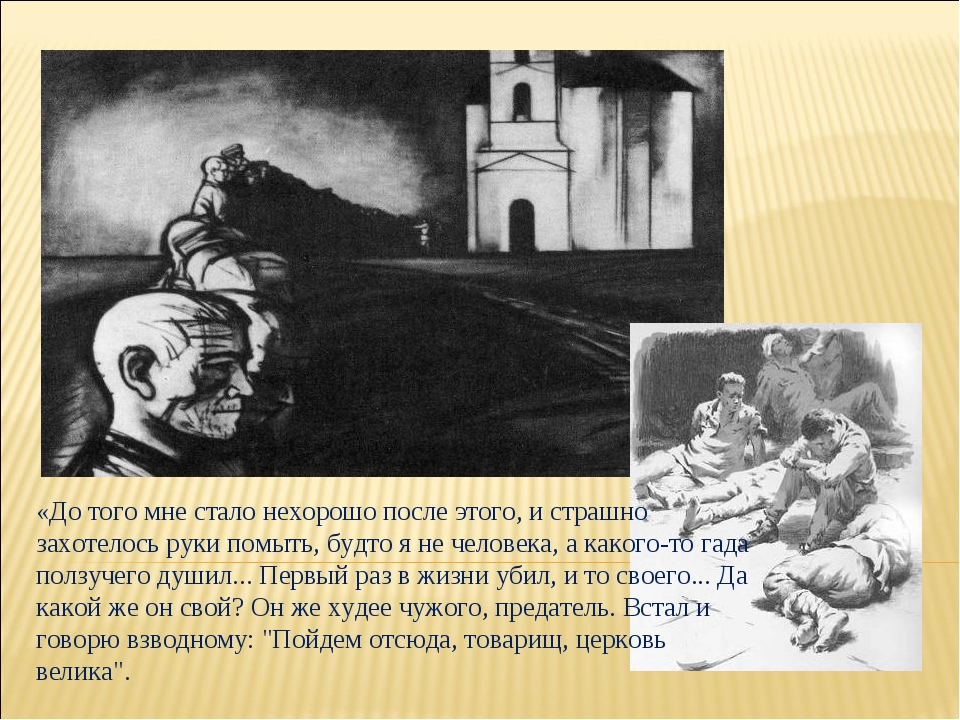 «До того мне стало нехорошо после этого, и страшно
захотелось руки помыть, будто я не человека, а какого-то гада
ползучего душил... Первый раз в жизни убил, и то своего... Да
какой же он свой? Он же худее чужого, предатель. Встал и
говорю взводному: "Пойдем отсюда, товарищ, церковь
велика".